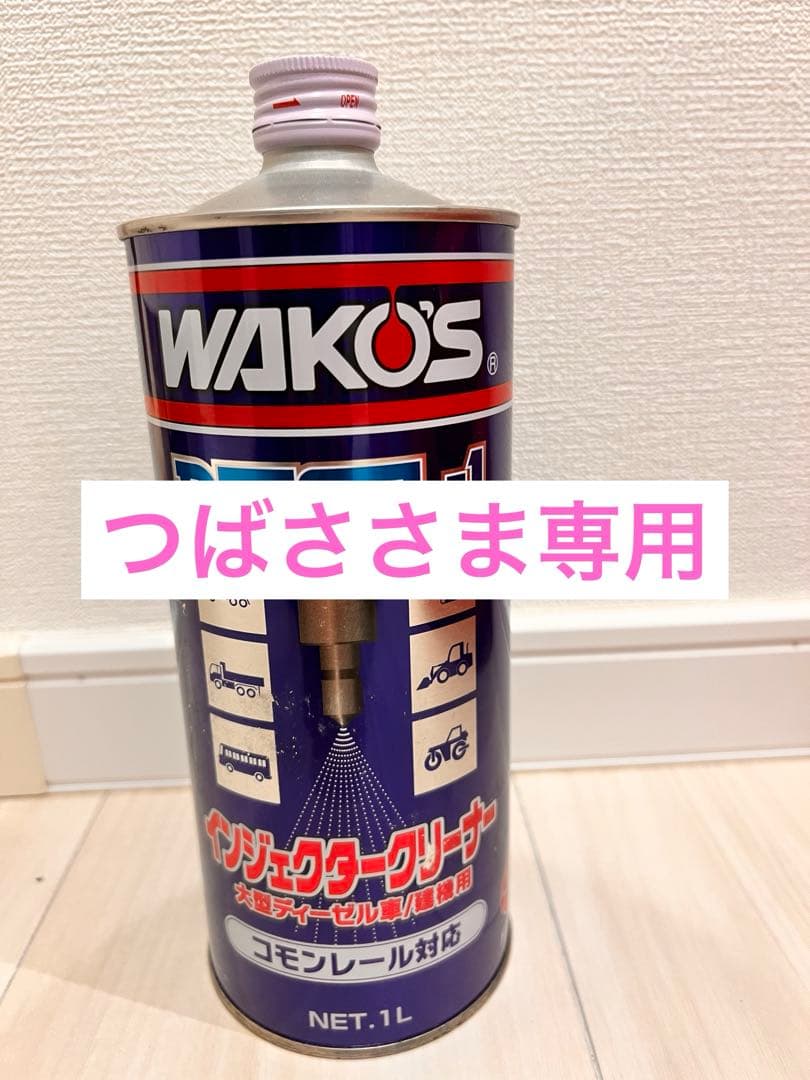 OPEN
WAKO'S®
つばささま専用
インジェクタークリーナー
大型ディーゼル車/建機用
コモンレール対応
NET.1L